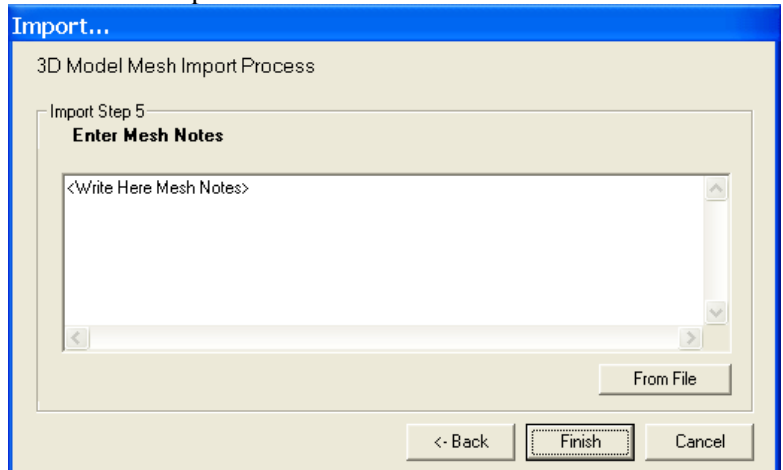 Import...
3D Model Mesh Import Process
Import Step 5
Enter Mesh Notes
<Write Here Mesh Notes>
From File
<- Back
Finish
Cancel